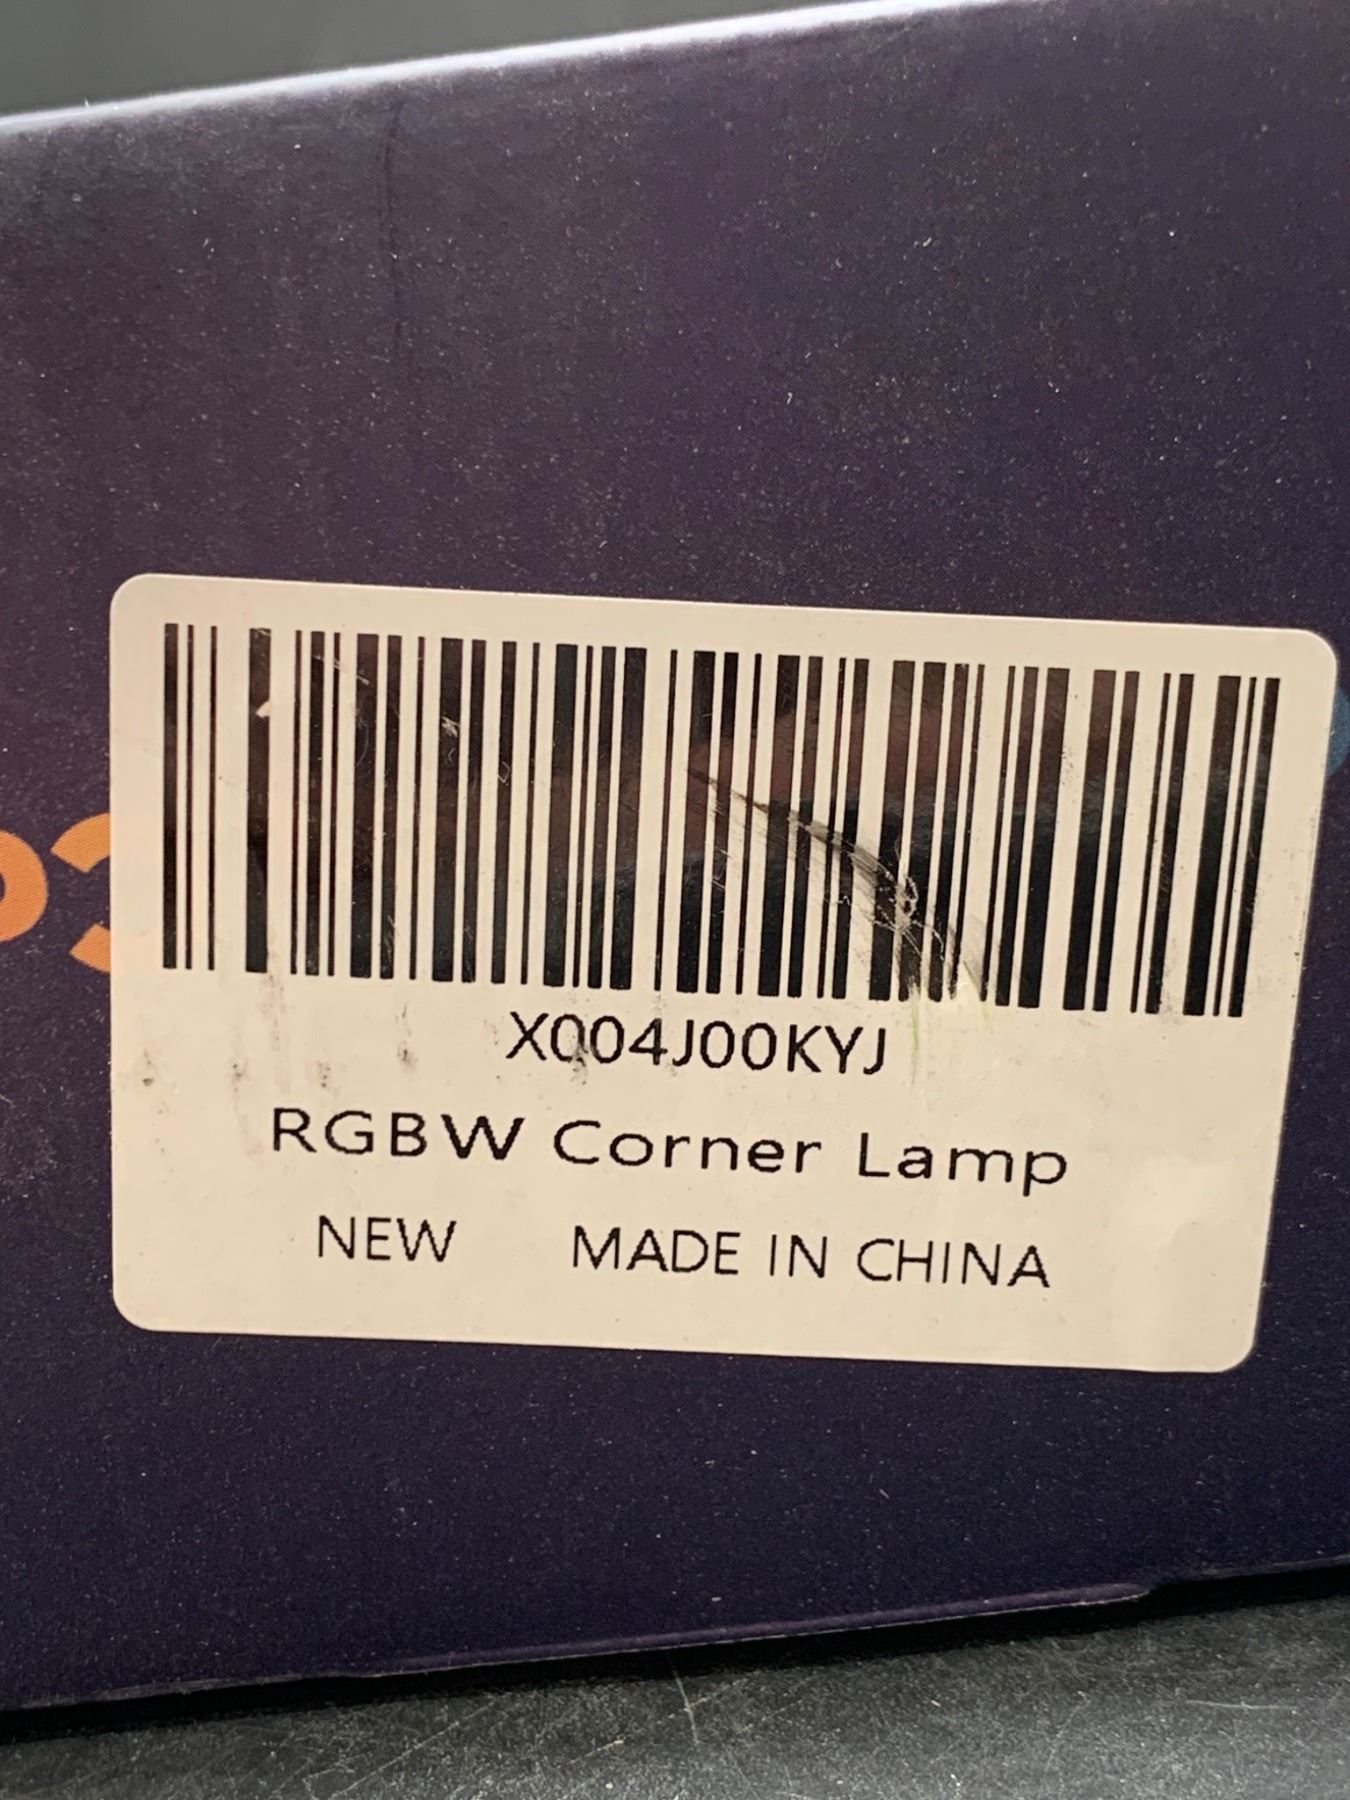 X004J00KYJ
RGBW Corner Lamp
NEW MADE IN CHINA